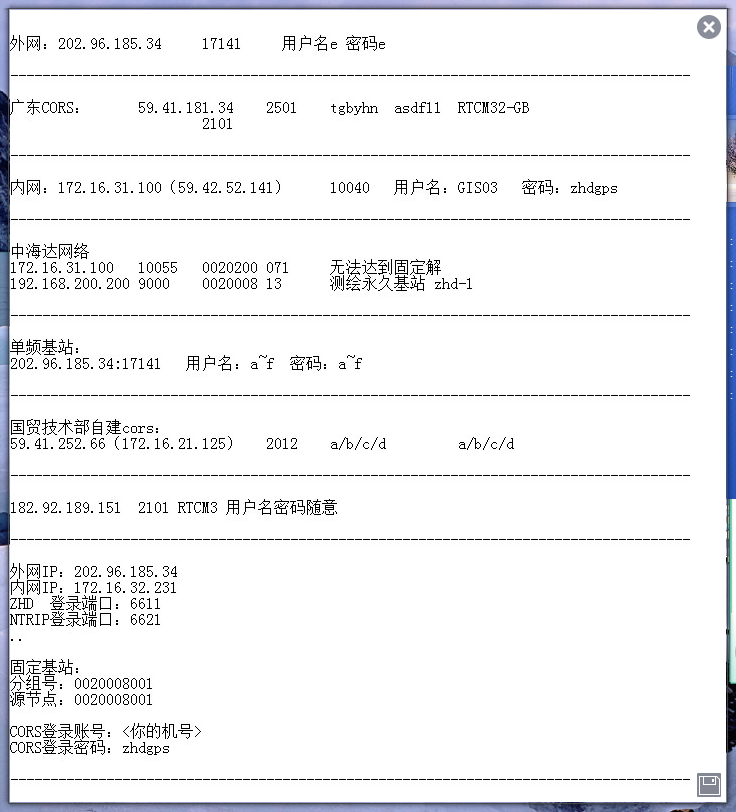 外网：202.96.185.34     17141     用户名e 密码e
-------------------------------------------------------------------------------------
广东CORS：       59.41.181.34    2501    tgbyhn  asdf11  RTCM32-GB
2101
-------------------------------------------------------------------------------------
内网：172.16.31.100（59.42.52.141）      10040   用户名：GIS03   密码：zhdgps
-------------------------------------------------------------------------------------
中海达网络
172.16.31.100   10055   0020200 071     无法达到固定解
192.168.200.200 9000    0020008 13      测绘永久基站 zhd-1
-------------------------------------------------------------------------------------
单频基站：
202.96.185.34:17141   用户名：a~f  密码：a~f
-------------------------------------------------------------------------------------
国贸技术部自建cors：
59.41.252.66（172.16.21.125）    2012    a/b/c/d         a/b/c/d
-------------------------------------------------------------------------------------
182.92.189.151  2101 RTCM3 用户名密码随意
-------------------------------------------------------------------------------------
外网IP：202.96.185.34
内网IP：172.16.32.231
ZHD  登录端口：6611
NTRIP登录端口：6621
..
固定基站：
分组号：0020008001
源节点：0020008001
CORS登录账号：<你的机号>
CORS登录密码：zhdgps
-------------------------------------------------------------------------------------